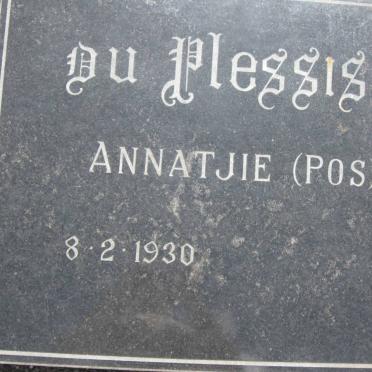 DU Plessis
ANNATJIE (POS
8·2·1930